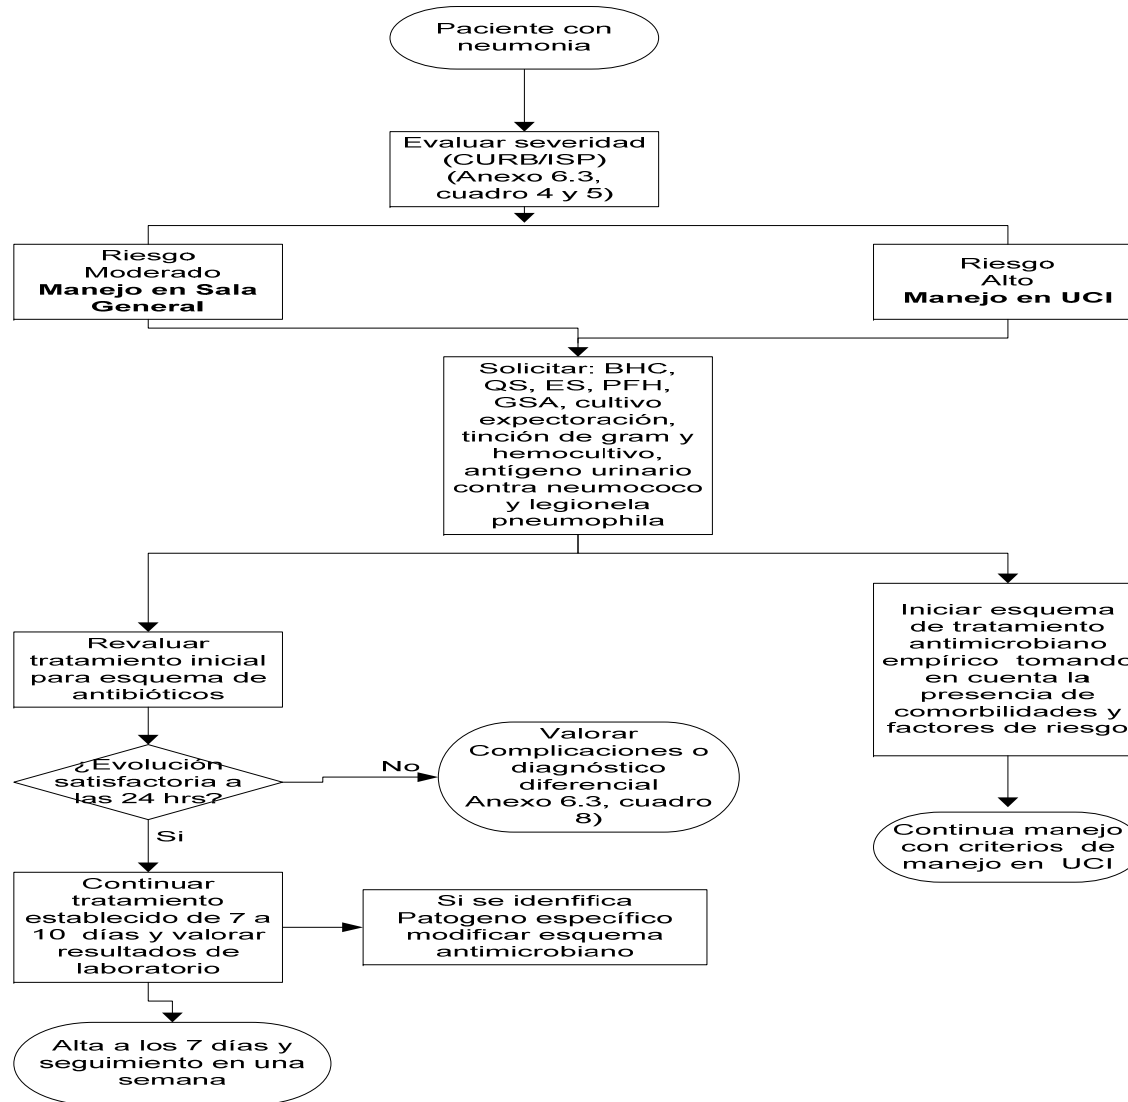 Paciente con
neumonia
Evaluar severidad
(CURB/ISP)
(Anexo 6.3,
cuadro 4 y 5)
Riesgo
Moderado
Manejo en Sala
General
Riesgo
Alto
Manejo en UCI
Solicitar: BHC,
QS, ES, PFH,
GSA, cultivo
expectoración,
tinción de gram y
hemocultivo,
antígeno urinario
contra neumococo
y legionela
pneumophila
Revaluar
tratamiento inicial
para esquema de
antibióticos
Iniciar esquema
de tratamiento
antimicrobiano
empírico tomando
en cuenta la
presencia de
comorbilidades y
factores de riesgo
¿Evolución
satisfactoria a
las 24 hrs?
No
Valorar
Complicaciones o
diagnóstico
diferencial
Anexo 6.3, cuadro
8)
Si
Continua manejo
con criterios de
manejo en UCI
Continuar
tratamiento
establecido de 7 a
10 días y valorar
resultados de
laboratorio
Si se idenfifica
Patogeno específico
modificar esquema
antimicrobiano
Alta a los 7 días y
seguimiento en una
semana